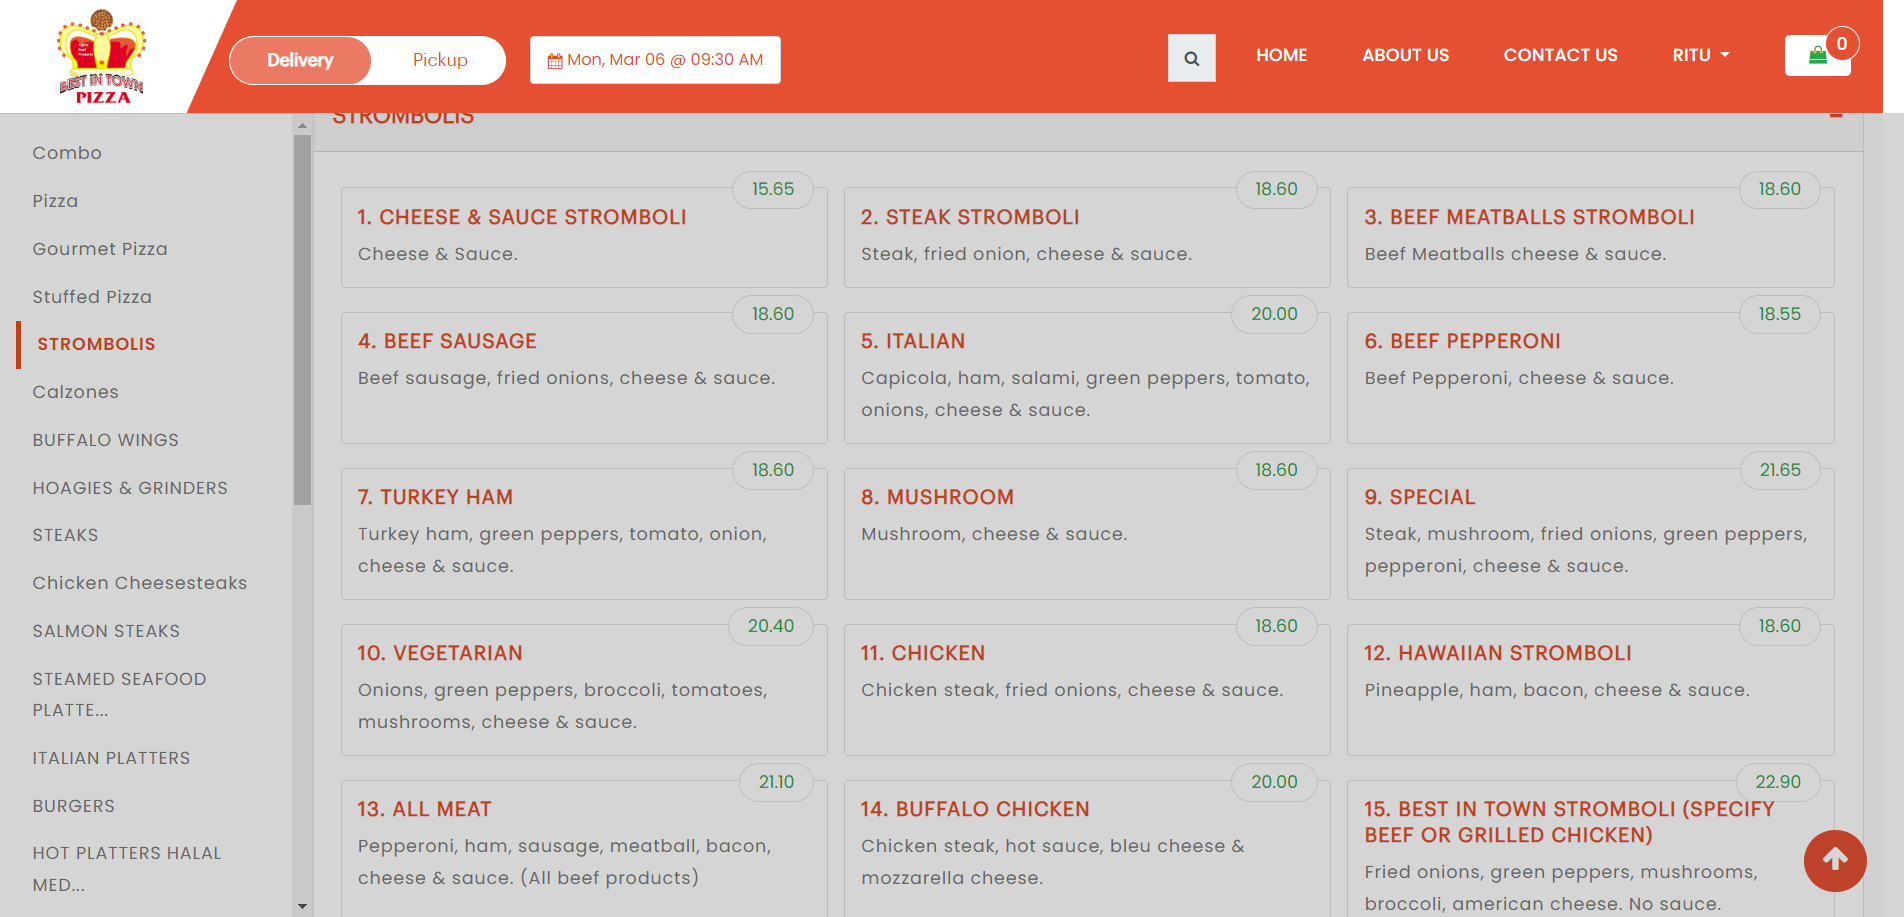 BEST IN TOWN
PIZZA
Delivery
Pickup
Mon, Mar 06 @ 09:30 AM
HOME
ABOUT US
CONTACT US
RITU
0
Combo
Pizza
Gourmet Pizza
Stuffed Pizza
STROMBOLIS
Calzones
BUFFALO WINGS
HOAGIES & GRINDERS
STEAKS
Chicken Cheesesteaks
SALMON STEAKS
STEAMED SEAFOOD
PLATTE...
ITALIAN PLATTERS
BURGERS
HOT PLATTERS HALAL
MED...
STROMBOLIS
15.65
1. CHEESE & SAUCE STROMBOLI
Cheese & Sauce.
18.60
2. STEAK STROMBOLI
Steak, fried onion, cheese & sauce.
18.60
3. BEEF MEATBALLS STROMBOLI
Beef Meatballs cheese & sauce.
18.60
4. BEEF SAUSAGE
Beef sausage, fried onions, cheese & sauce.
20.00
5. ITALIAN
Capicola, ham, salami, green peppers, tomato,
onions, cheese & sauce.
18.55
6. BEEF PEPPERONI
Beef Pepperoni, cheese & sauce.
18.60
7. TURKEY HAM
Turkey ham, green peppers, tomato, onion,
cheese & sauce.
18.60
8. MUSHROOM
Mushroom, cheese & sauce.
21.65
9. SPECIAL
Steak, mushroom, fried onions, green peppers,
pepperoni, cheese & sauce.
20.40
10. VEGETARIAN
Onions, green peppers, broccoli, tomatoes,
mushrooms, cheese & sauce.
18.60
11. CHICKEN
Chicken steak, fried onions, cheese & sauce.
18.60
12. HAWAIIAN STROMBOLI
Pineapple, ham, bacon, cheese & sauce.
21.10
13. ALL MEAT
Pepperoni, ham, sausage, meatball, bacon,
cheese & sauce. (All beef products)
20.00
14. BUFFALO CHICKEN
Chicken steak, hot sauce, bleu cheese &
mozzarella cheese.
22.90
15. BEST IN TOWN STROMBOLI (SPECIFY
BEEF OR GRILLED CHICKEN)
Fried onions, green peppers, mushrooms,
broccoli, american cheese. No sauce.